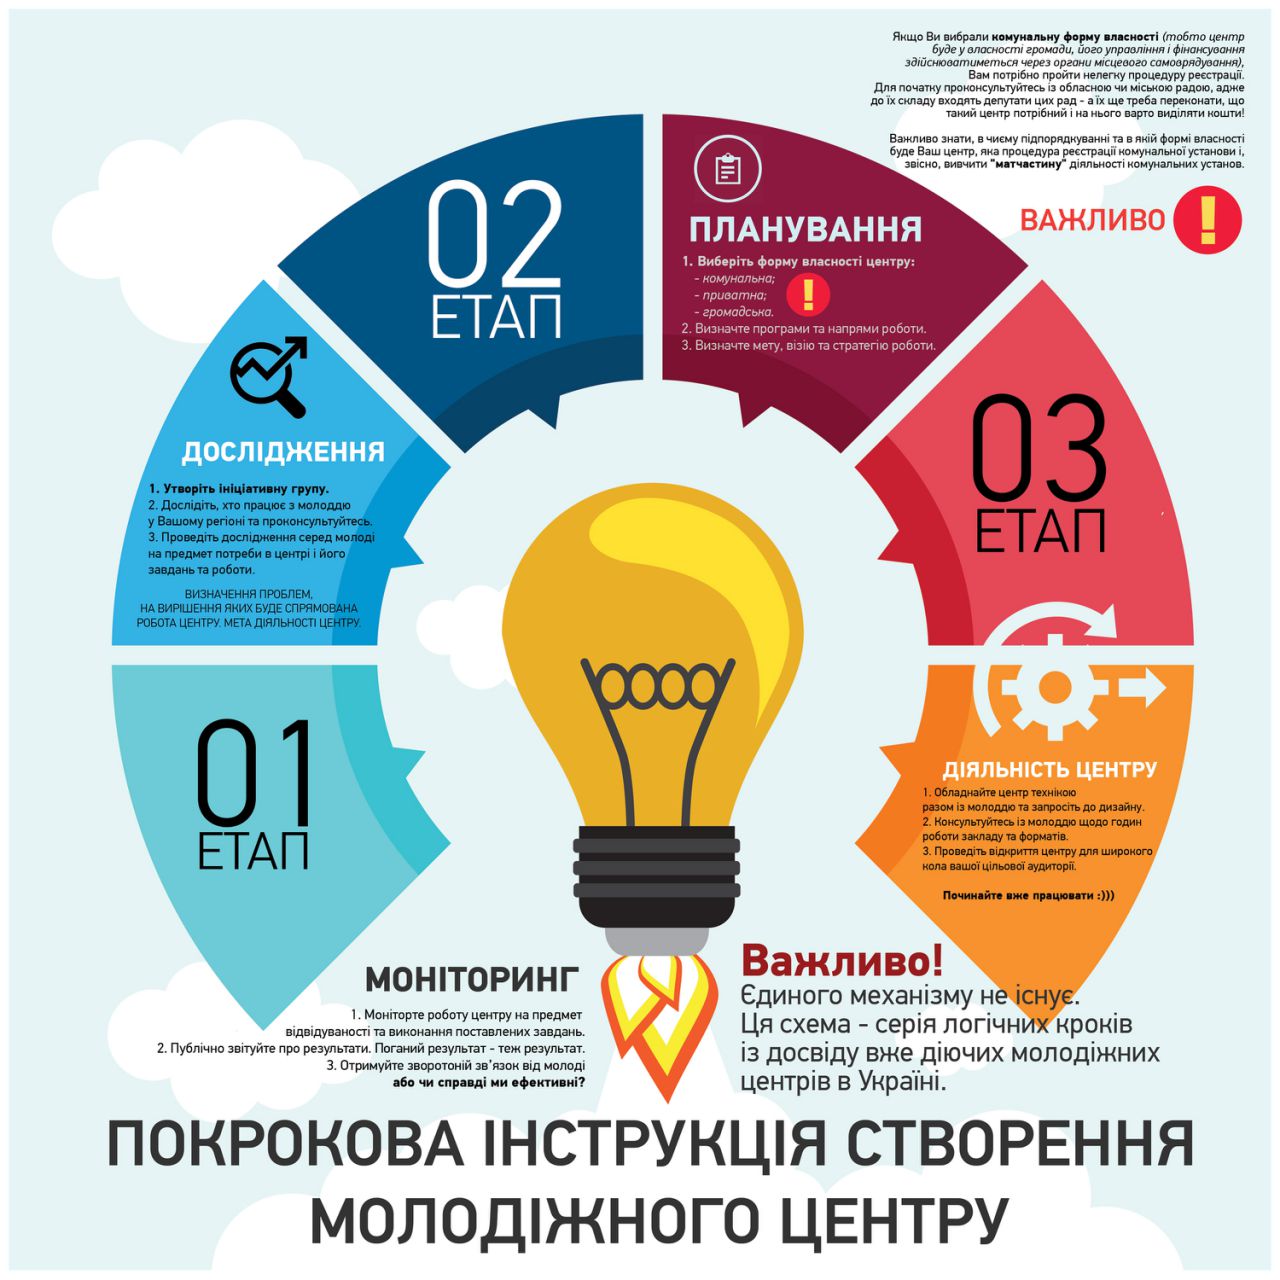 Якщо Ви вибрали комунальну форму власності (тобто центр
буде у власності громади, його управління і фінансування
здійснюватиметься через органи місцевого самоврядування),
Вам потрібно пройти нелегку процедуру реєстрації.
Для початку проконсультуйтесь із обласною чи міською радою, адже
до їх складу входять депутати цих рад - а їх ще треба переконати, що
такий центр потрібний і на нього варто виділяти кошти!
Важливо знати, в чиєму підпорядкуванні та в якій формі власності
буде Ваш центр, яка процедура реєстрації комунальної установи і,
звісно, вивчити "матчастину" діяльності комунальних установ.
ВАЖЛИВО !
01
ЕТАП
ДОСЛІДЖЕННЯ
1. Утворіть ініціативну групу.
2. Дослідіть, хто працює з молоддю
у Вашому регіоні та проконсультуйтесь.
3. Проведіть дослідження серед молоді
на предмет потреби в центрі і його
завдань та роботи.
ВИЗНАЧЕННЯ ПРОБЛЕМ,
НА ВИРІШЕННЯ ЯКИХ БУДЕ СПРЯМОВАНА
РОБОТА ЦЕНТРУ. МЕТА ДІЯЛЬНОСТІ ЦЕНТРУ.
02
ЕТАП
ПЛАНУВАННЯ
1. Виберіть форму власності центру:
- комунальна;
- приватна; !
- громадська.
2. Визначте програми та напрями роботи.
3. Визначте мету, візію та стратегію роботи.
03
ЕТАП
ДІЯЛЬНІСТЬ ЦЕНТРУ
1. Обладнайте центр технікою
разом із молоддю та запросіть до дизайну.
2. Консультуйтесь із молоддю щодо годин
роботи закладу та форматів.
3. Проведіть відкриття центру для широкого
кола вашої цільової аудиторії.
Починайте вже працювати :)))
МОНІТОРИНГ
1. Моніторте роботу центру на предмет
відвідуваності та виконання поставлених завдань.
2. Публічно звітуйте про результати. Поганий результат - теж результат.
3. Отримуйте зворотоній зв'язок від молоді
або чи справді ми ефективні?
Важливо!
Єдиного механізму не існує.
Ця схема - серія логічних кроків
із досвіду вже діючих молодіжних
центрів в Україні.
ПОКРОКОВА ІНСТРУКЦІЯ СТВОРЕННЯ
МОЛОДІЖНОГО ЦЕНТРУ